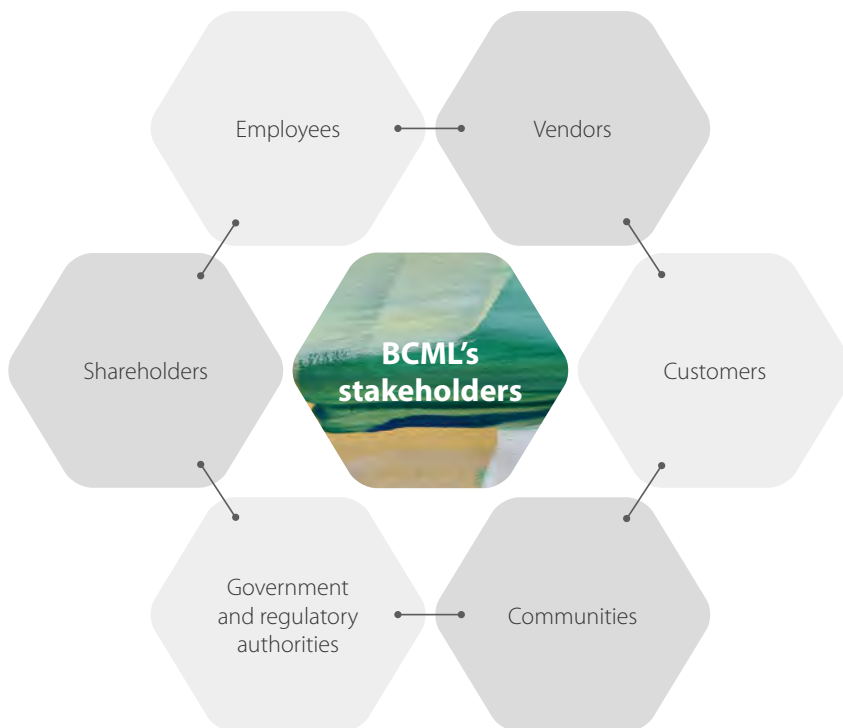 Employees
Vendors
Shareholders
BCML’s
stakeholders
Customers
Government
and regulatory
authorities
Communities